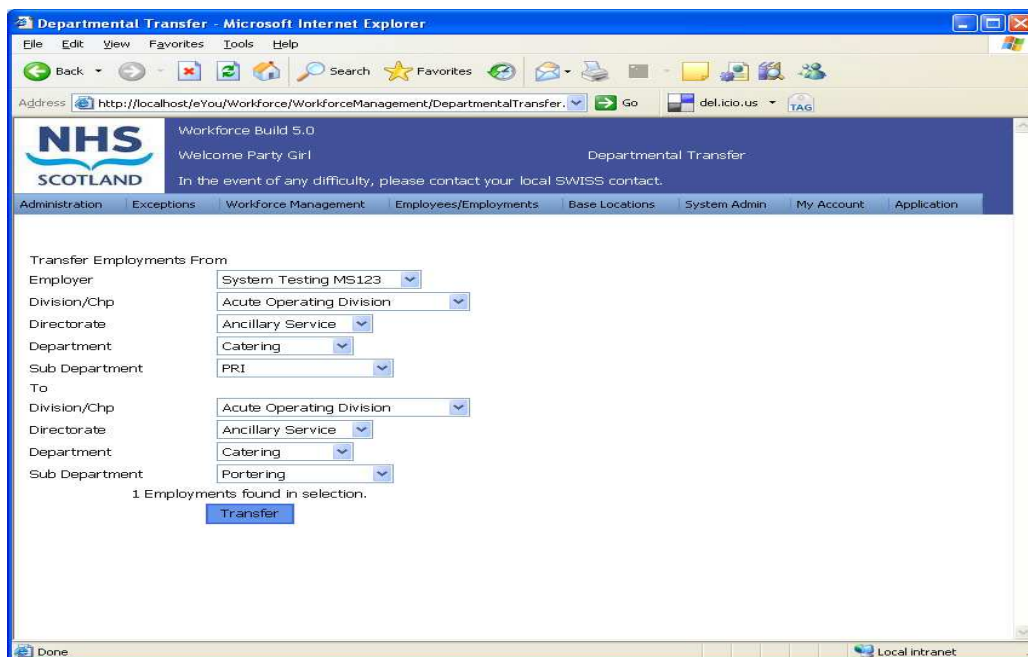 Departmental Transfer - Microsoft Internet Explorer
File Edit View Favorites Tools Help
Back Search Favorites
Address http://localhost/eYou/Workforce/WorkforceManagement/DepartmentalTransfer. Go del.icio.us TAG
NHS
SCOTLAND
Workforce Build 5.0
Welcome Party Girl Departmental Transfer
In the event of any difficulty, please contact your local SWISS contact.
Administration Exceptions Workforce Management Employees/Employments Base Locations System Admin My Account Application
Transfer Employments From
Employer System Testing MS123
Division/Chp Acute Operating Division
Directorate Ancillary Service
Department Catering
Sub Department PRI
To
Division/Chp Acute Operating Division
Directorate Ancillary Service
Department Catering
Sub Department Portering
1 Employments found in selection.
Transfer
Done Local intranet